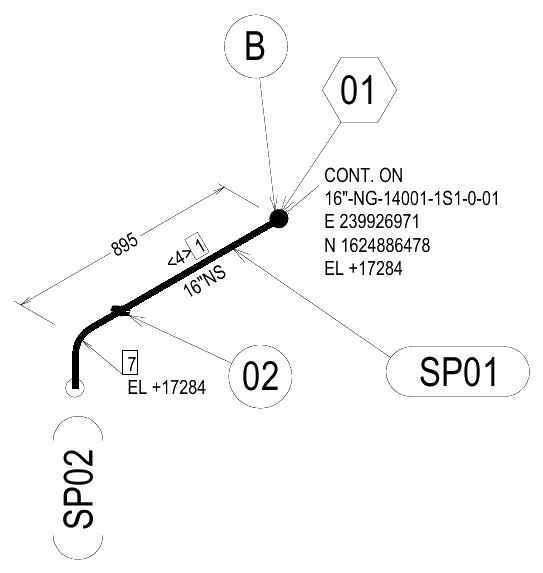 B
01
CONT. ON
16"-NG-14001-1S1-0-01
E 239926971
N 1624886478
EL +17284
895
<4> 1
16"NS
7
EL +17284
02
SP01
SP02